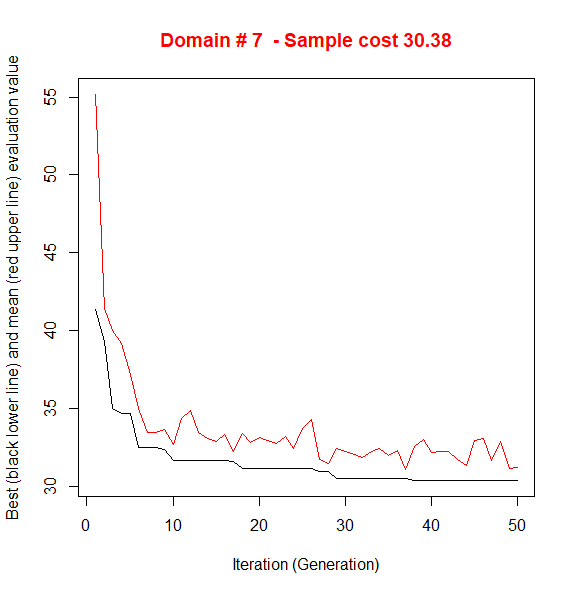 Domain # 7  - Sample cost 30.38
Best (black lower line) and mean (red upper line) evaluation value
55
50
45
40
35
30
0 10 20 30 40 50
Iteration (Generation)